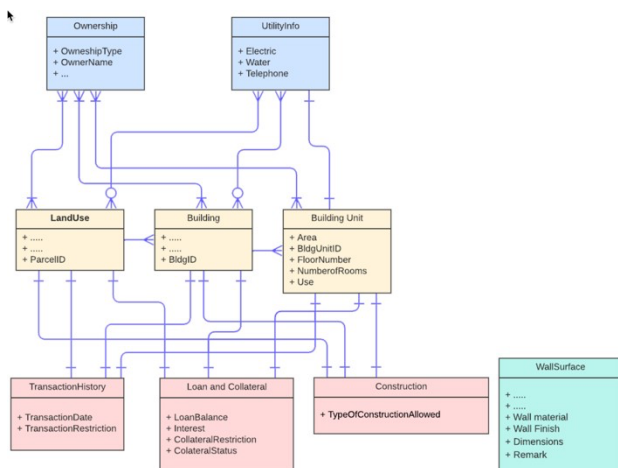 Ownership
+ OwneshipType
+ OwnerName
+ ...
UtilityInfo
+ Electric
+ Water
+ Telephone
LandUse
+ .....
+ .....
+ ParcelID
Building
+ .....
+ .....
+ BldgID
Building Unit
+ Area
+ BldgUnitID
+ FloorNumber
+ NumberofRooms
+ Use
TransactionHistory
+ TransactionDate
+ TransactionRestriction
Loan and Collateral
+ LoanBalance
+ Interest
+ CollateralRestriction
+ ColateralStatus
Construction
+ TypeOfConstructionAllowed
WallSurface
+ .....
+ .....
+ Wall material
+ Wall Finish
+ Dimensions
+ Remark